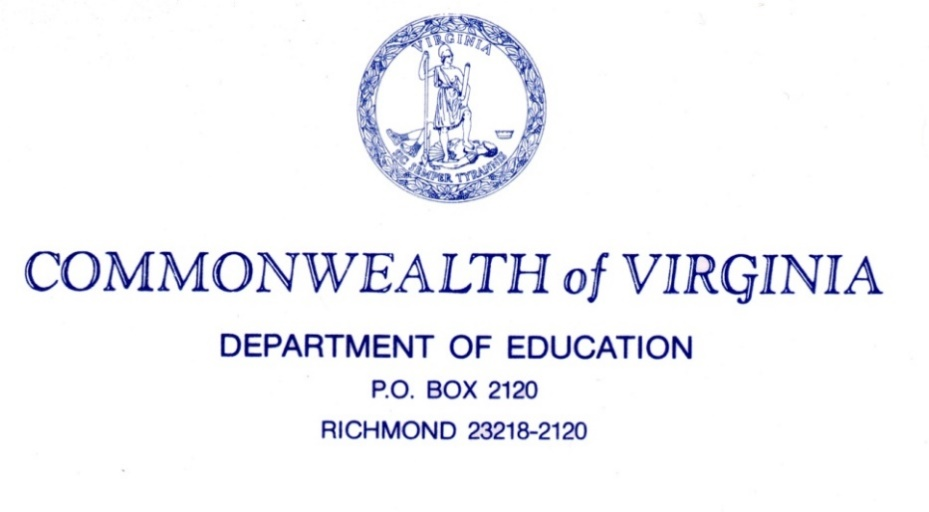 VIRGINIA
SIC SEMPER TYRANNIS
COMMONWEALTH of VIRGINIA
DEPARTMENT OF EDUCATION
P.O. BOX 2120
RICHMOND 23218-2120